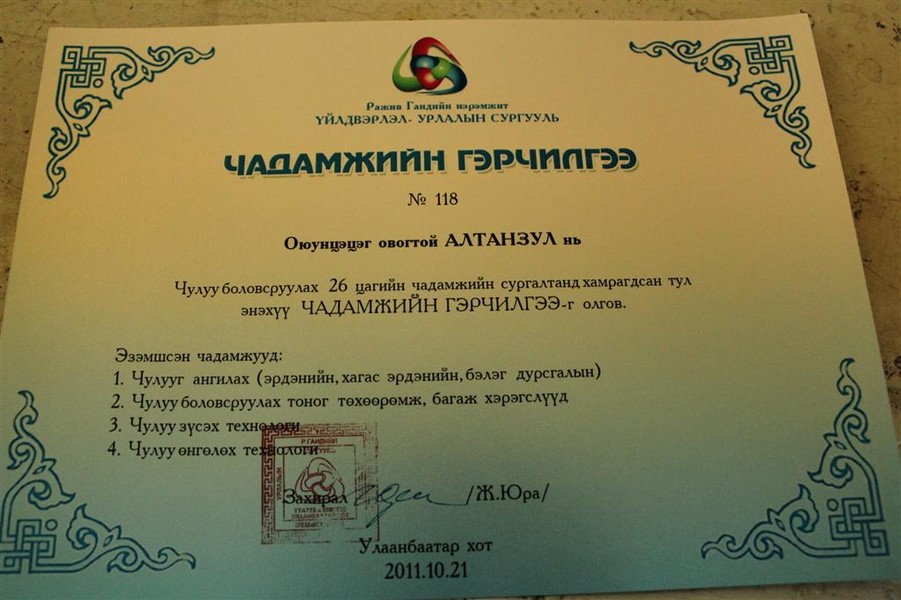 Ражив Гандийн нэрэмжит
ҮЙЛДВЭРЛЭЛ- УРЛАЛЫН СУРГУУЛЬ
ЧАДАМЖИЙН ГЭРЧИЛГЭЭ
№ 118
Оюунцэцэг овогтой АЛТАНЗУЛ нь
Чулуу боловсруулах 26 цагийн чадамжийн сургалтанд хамрагдсан тул
энэхүү ЧАДАМЖИЙН ГЭРЧИЛГЭЭ-г олгов.
Эзэмшсэн чадамжууд:
1. Чулууг ангилах (эрдэнийн, хагас эрдэнийн, бэлэг дурсгалын)
2. Чулуу боловсруулах тоног төхөөрөмж, багаж хэрэгслүүд
3. Чулуу зүсэх технологи
4. Чулуу өнгөлөх технологи
Р.ГАНДИЙН
Захирал /Ж.Юра/
Улаанбаатар хот
2011.10.21